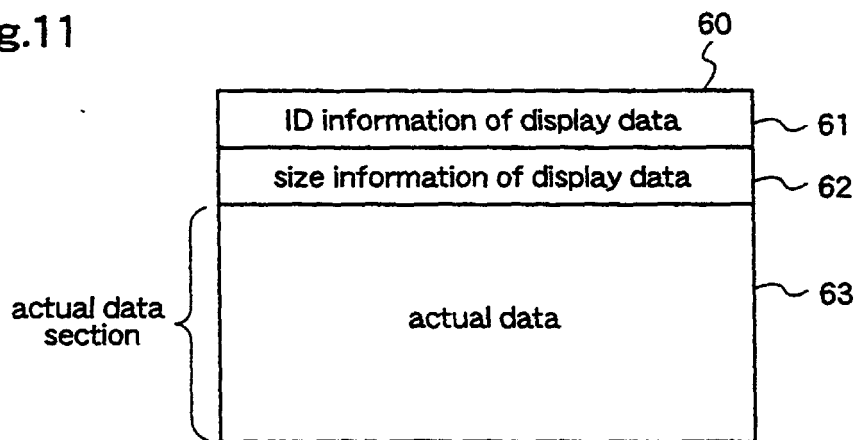 g.11
60
ID information of display data
61
size information of display data
62
actual data
section
actual data
63